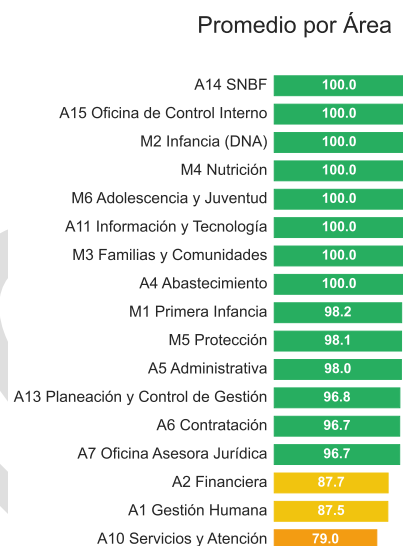 Promedio por Área
A14 SNBF 100.0
A15 Oficina de Control Interno 100.0
M2 Infancia (DNA) 100.0
M4 Nutrición 100.0
M6 Adolescencia y Juventud 100.0
A11 Información y Tecnología 100.0
M3 Familias y Comunidades 100.0
A4 Abastecimiento 100.0
M1 Primera Infancia 98.2
M5 Protección 98.1
A5 Administrativa 98.0
A13 Planeación y Control de Gestión 96.8
A6 Contratación 96.7
A7 Oficina Asesora Jurídica 96.7
A2 Financiera 87.7
A1 Gestión Humana 87.5
A10 Servicios y Atención 79.0